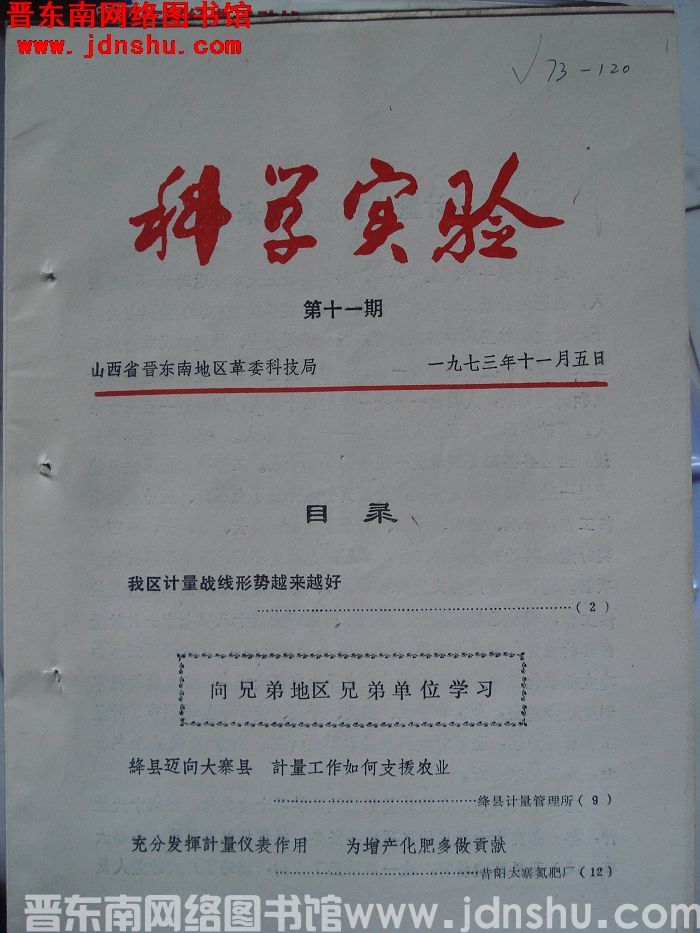 晋东南网络图书馆
www.jdnshu.com
√73-120
科学实验
第十一期
山西省晋东南地区革委科技局 一九七三年十一月五日
目录
我区计量战线形势越来越好
(2)
向兄弟地区兄弟单位学习
绛县迈向大寨县 計量工作如何支援农业
绛县计量管理所(9)
充分发揮計量仪表作用 为增产化肥多做貢献
昔阳大寨氮肥厂(12)
晋东南网络图书馆www.jdnshu.com